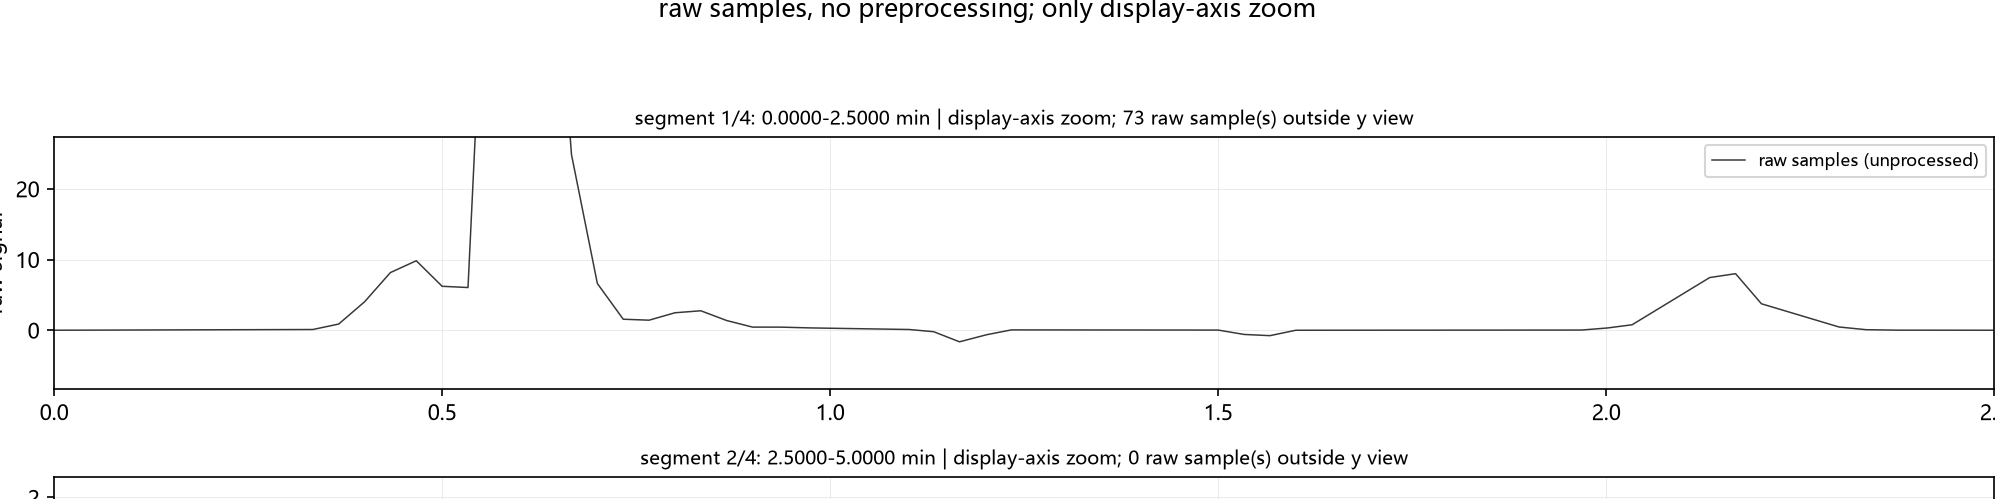 raw samples, no preprocessing; only display-axis zoom
segment 1/4: 0.0000-2.5000 min | display-axis zoom; 73 raw sample(s) outside y view
raw samples (unprocessed)
20
10
0
0.0 0.5 1.0 1.5 2.0 2.
segment 2/4: 2.5000-5.0000 min | display-axis zoom; 0 raw sample(s) outside y view
2